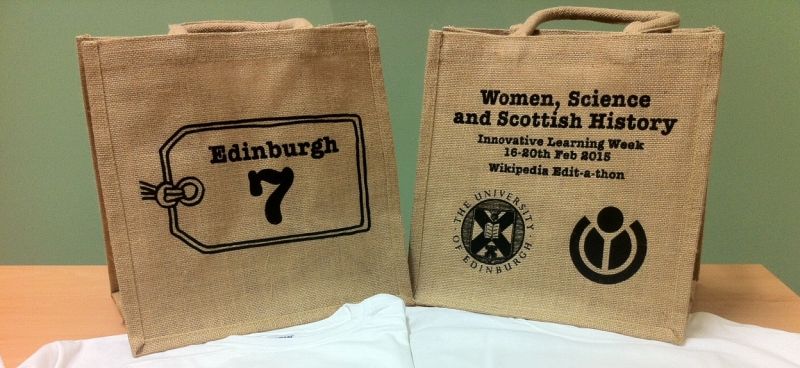 Edinburgh
7
Women, Science
and Scottish History
Innovative Learning Week
16-20th Feb 2015
Wikipedia Edit-a-thon
THE UNIVERSITY
OF EDINBURGH